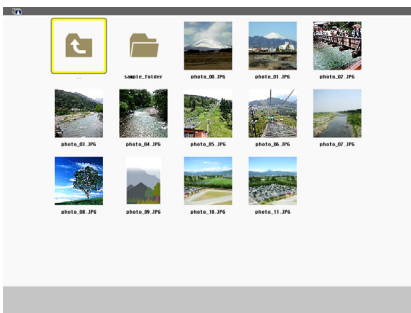 ..
sample_folder
photo_00.JPG
photo_01.JPG
photo_02.JPG
photo_03.JPG
photo_04.JPG
photo_05.JPG
photo_06.JPG
photo_07.JPG
photo_08.JPG
photo_09.JPG
photo_10.JPG
photo_11.JPG